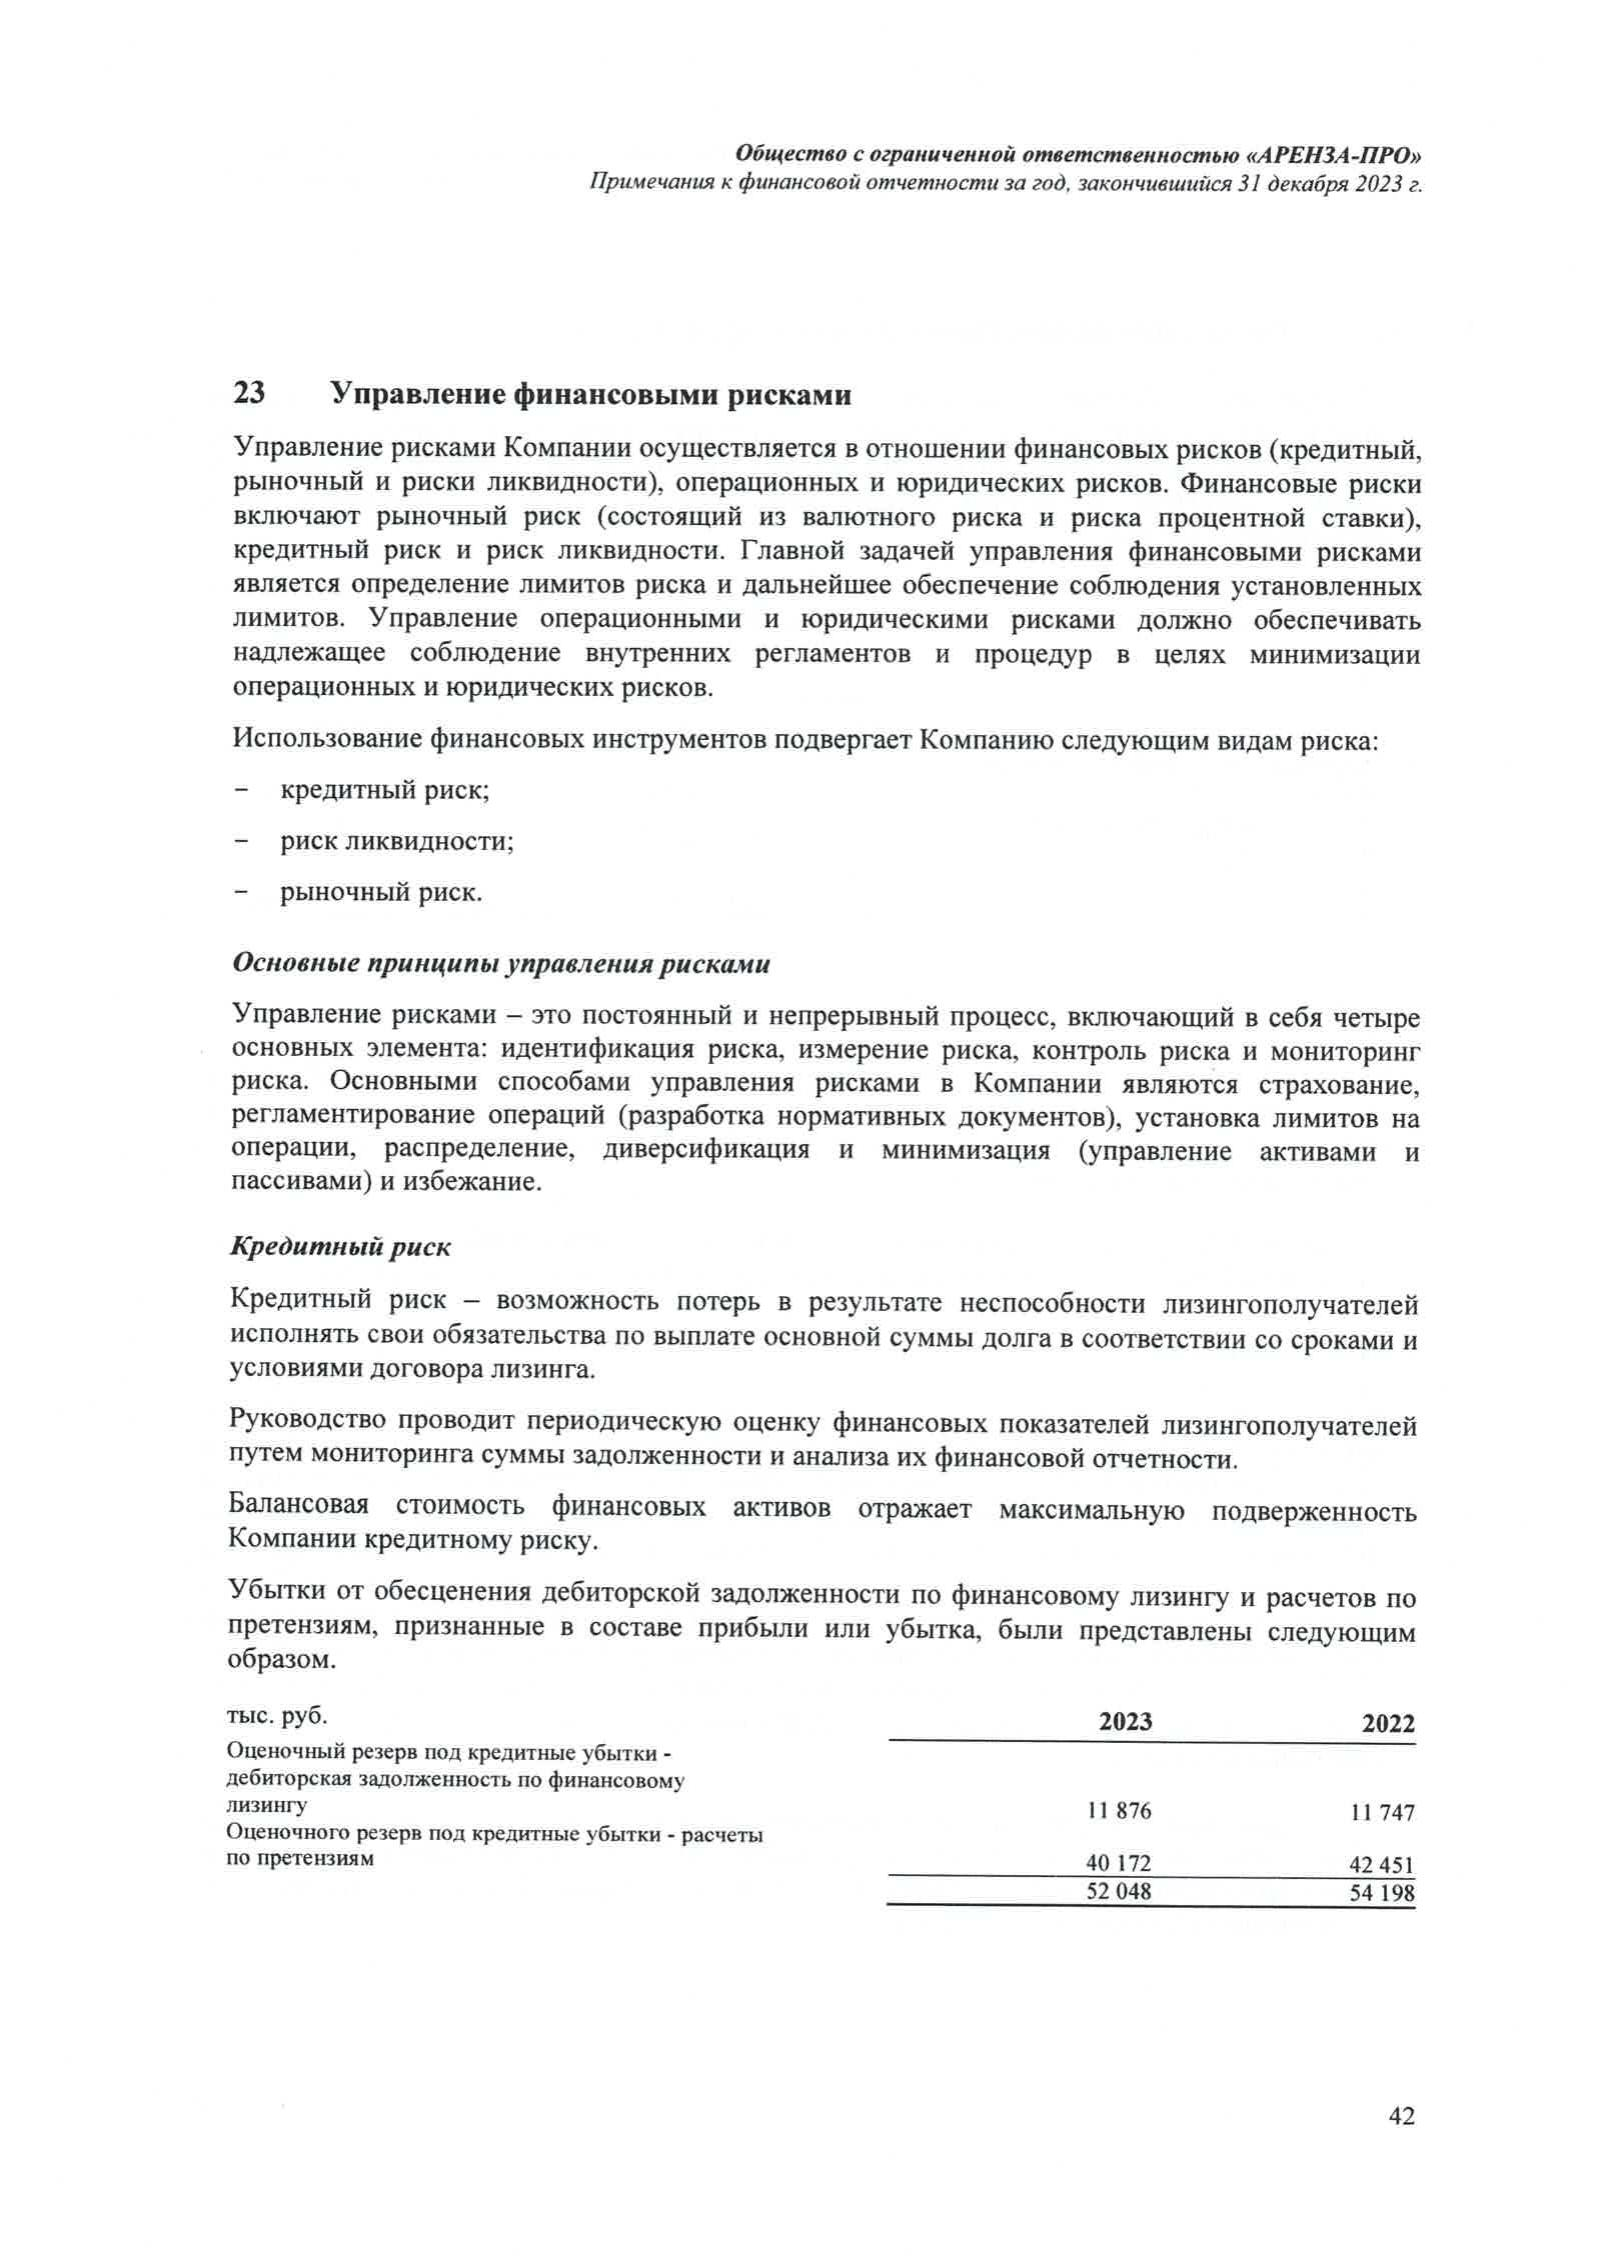 Общество с ограниченной ответственностью «АРЕНЗА-ПРО»
Примечания к финансовой отчетности за год, закончившийся 31 декабря 2023 г.
23 Управление финансовыми рисками
Управление рисками Компании осуществляется в отношении финансовых рисков (кредитный,
рыночный и риски ликвидности), операционных и юридических рисков. Финансовые риски
включают рыночный риск (состоящий из валютного риска и риска процентной ставки),
кредитный риск и риск ликвидности. Главной задачей управления финансовыми рисками
является определение лимитов риска и дальнейшее обеспечение соблюдения установленных
лимитов. Управление операционными и юридическими рисками должно обеспечивать
надлежащее соблюдение внутренних регламентов и процедур в целях минимизации
операционных и юридических рисков.
Использование финансовых инструментов подвергает Компанию следующим видам риска:
– кредитный риск;
– риск ликвидности;
– рыночный риск.
Основные принципы управления рисками
Управление рисками – это постоянный и непрерывный процесс, включающий в себя четыре
основных элемента: идентификация риска, измерение риска, контроль риска и мониторинг
риска. Основными способами управления рисками в Компании являются страхование,
регламентирование операций (разработка нормативных документов), установка лимитов на
операции, распределение, диверсификация и минимизация (управление активами и
пассивами) и избежание.
Кредитный риск
Кредитный риск – возможность потерь в результате неспособности лизингополучателей
исполнять свои обязательства по выплате основной суммы долга в соответствии со сроками и
условиями договора лизинга.
Руководство проводит периодическую оценку финансовых показателей лизингополучателей
путем мониторинга суммы задолженности и анализа их финансовой отчетности.
Балансовая стоимость финансовых активов отражает максимальную подверженность
Компании кредитному риску.
Убытки от обесценения дебиторской задолженности по финансовому лизингу и расчетов по
претензиям, признанные в составе прибыли или убытка, были представлены следующим
образом.
тыс. руб. 2023 2022
Оценочный резерв под кредитные убытки -
дебиторская задолженность по финансовому
лизингу 11 876 11 747
Оценочного резерв под кредитные убытки - расчеты
по претензиям 40 172 42 451
52 048 54 198
42